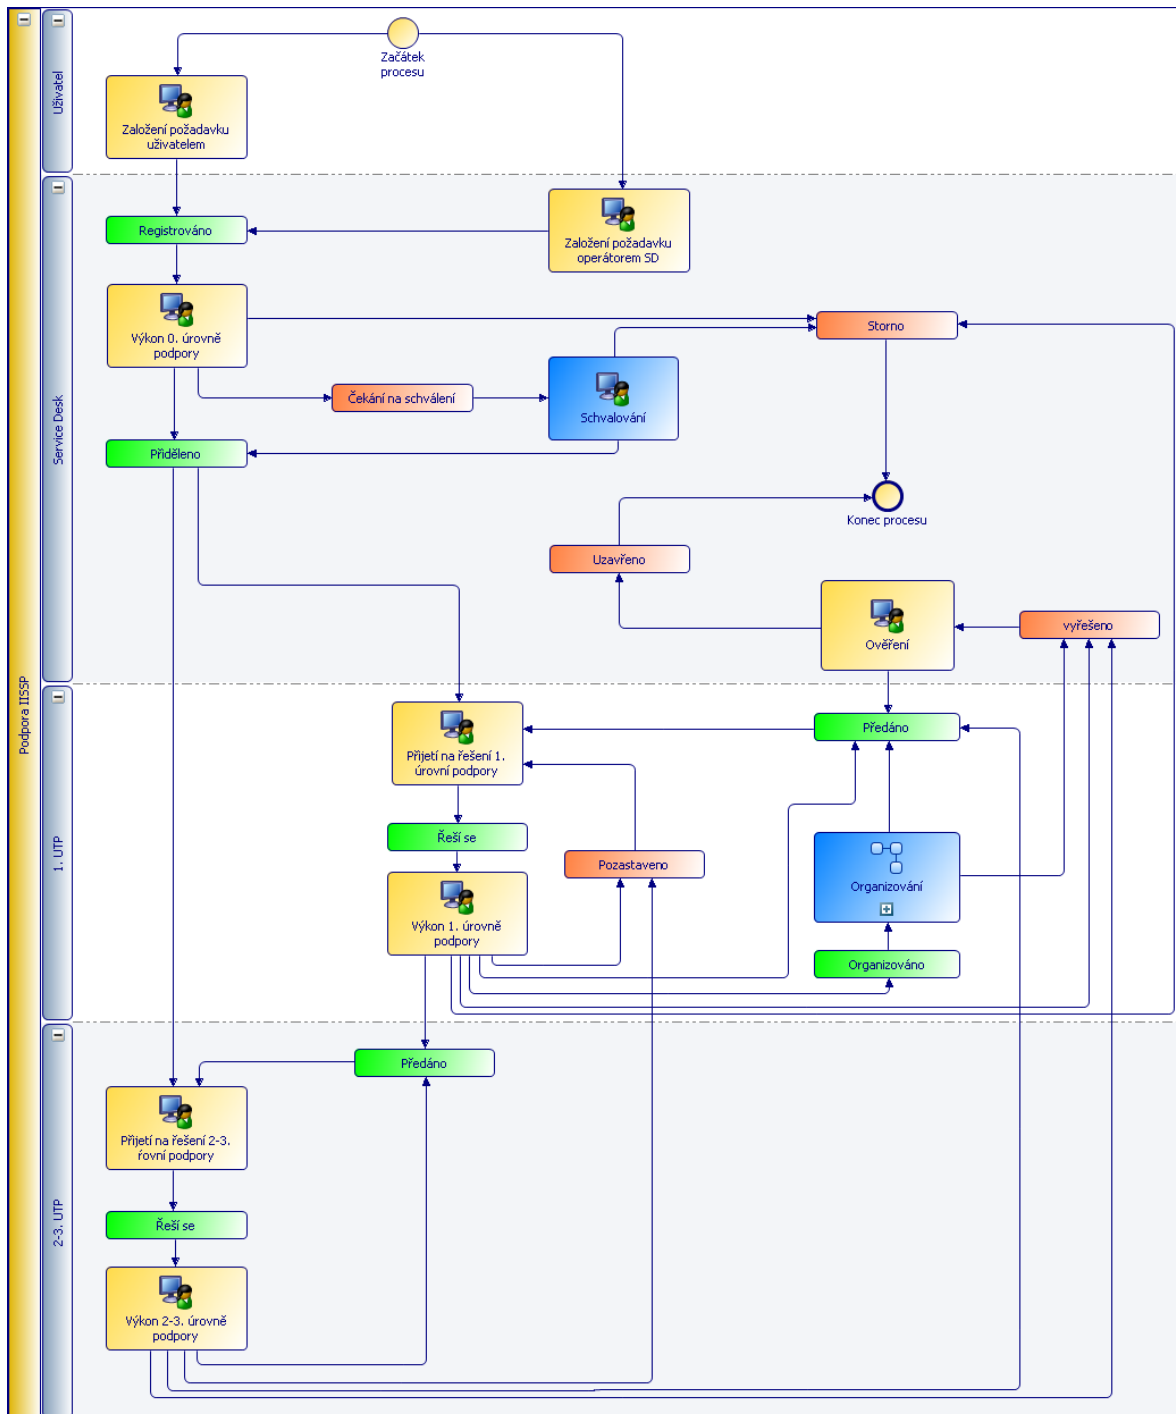 Podpora IISSP
Uživatel
Začátek
procesu
Založení požadavku
uživatelem
Service Desk
Registrováno
Založení požadavku
operátorem SD
Výkon 0. úrovně
podpory
Storno
Čekání na schválení
Schvalování
Přiděleno
Konec procesu
Uzavřeno
Ověření
vyřešeno
1. UTP
Přijetí na řešení 1.
úrovní podpory
Předáno
Řeší se
Pozastaveno
Organizování
Výkon 1. úrovně
podpory
Organizováno
2-3. UTP
Předáno
Přijetí na řešení 2-3.
řovní podpory
Řeší se
Výkon 2-3. úrovně
podpory